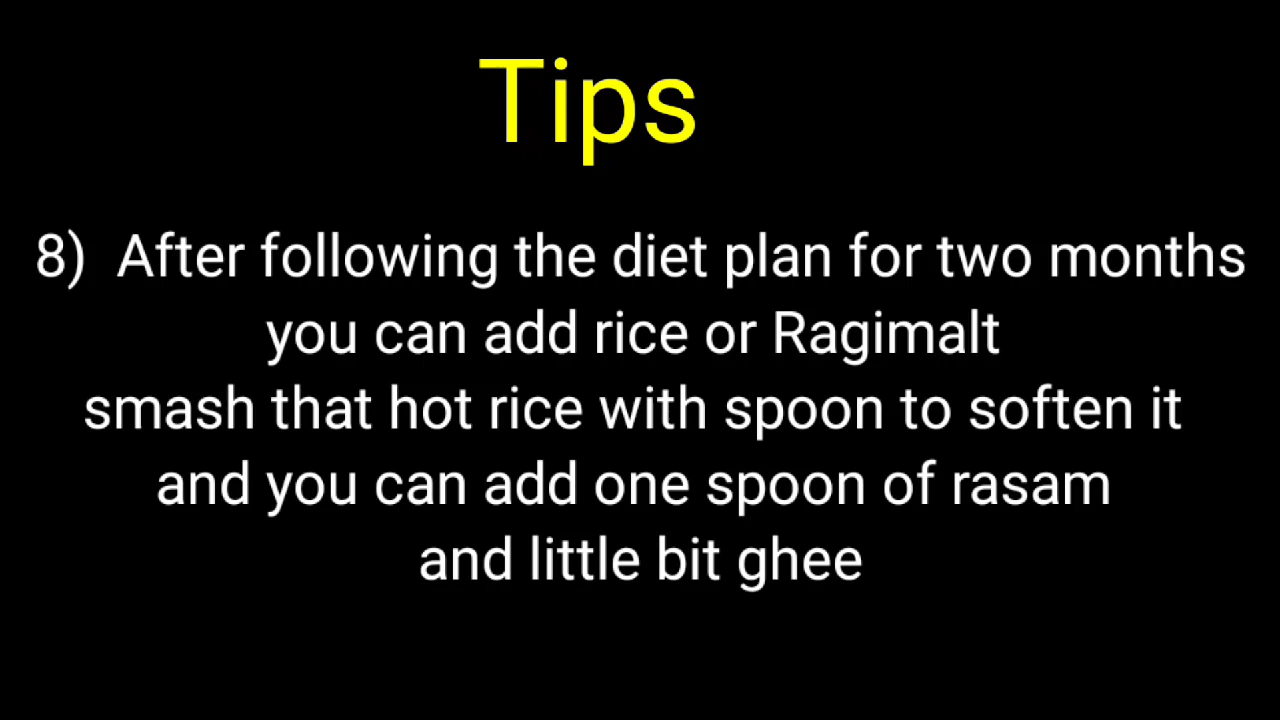 Tips
8) After following the diet plan for two months
you can add rice or Ragimalt
smash that hot rice with spoon to soften it
and you can add one spoon of rasam
and little bit ghee